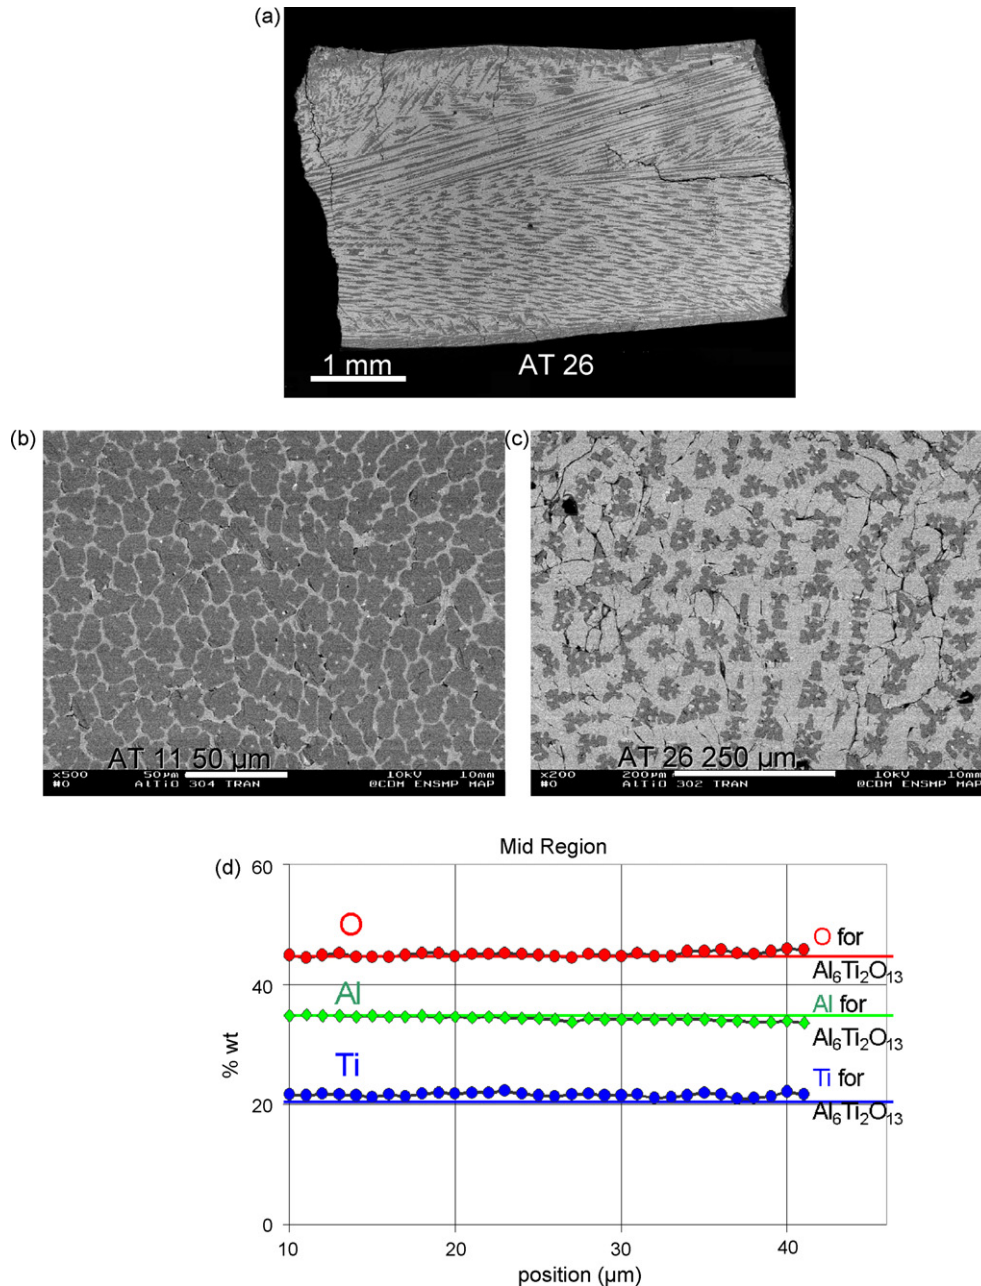 (a)
1 mm
AT 26
(b)
AT 11 50 µm
x500 50µm 10kV 10mm
#0 AlTiO 304 TRAN @CDM ENSMP MAP
(c)
AT 26 250 µm
x200 200µm 10kV 10mm
#0 AlTiO 302 TRAN @CDM ENSMP MAP
(d)
Mid Region
60
40
20
0
% wt
O
Al
Ti
O for
Al₆Ti₂O₁₃
Al for
Al₆Ti₂O₁₃
Ti for
Al₆Ti₂O₁₃
10 20 30 40
position (µm)